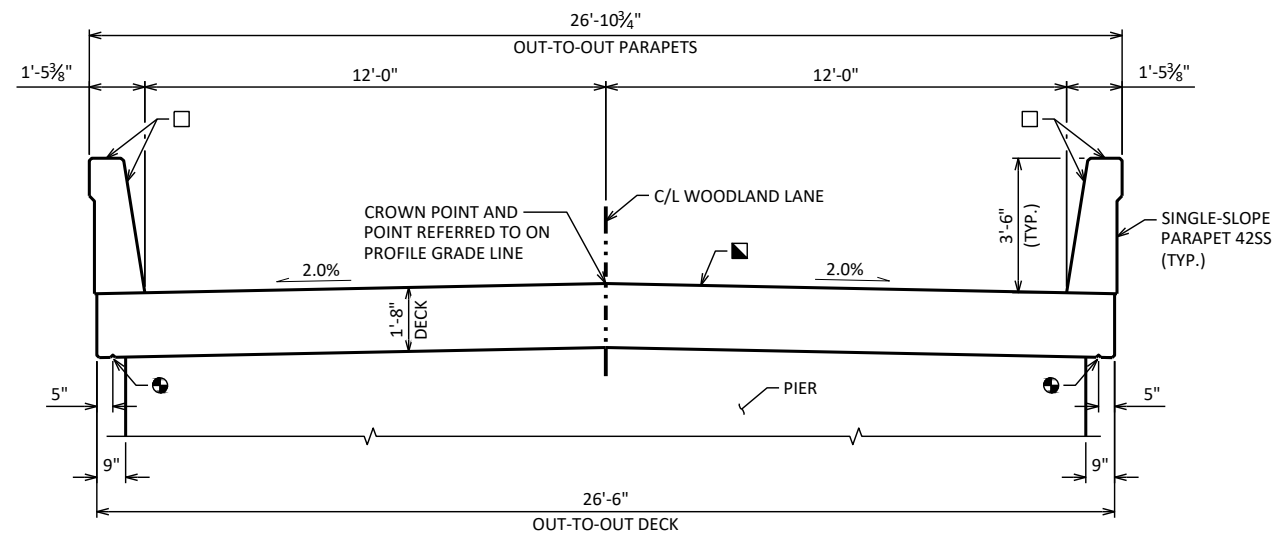 26'-10¾"
OUT-TO-OUT PARAPETS
1'-5⅜"
12'-0"
12'-0"
1'-5⅜"
C/L WOODLAND LANE
CROWN POINT AND
POINT REFERRED TO ON
PROFILE GRADE LINE
3'-6"
(TYP.)
SINGLE-SLOPE
PARAPET 42SS
(TYP.)
2.0%
2.0%
1'-8"
DECK
5"
PIER
5"
9"
9"
26'-6"
OUT-TO-OUT DECK